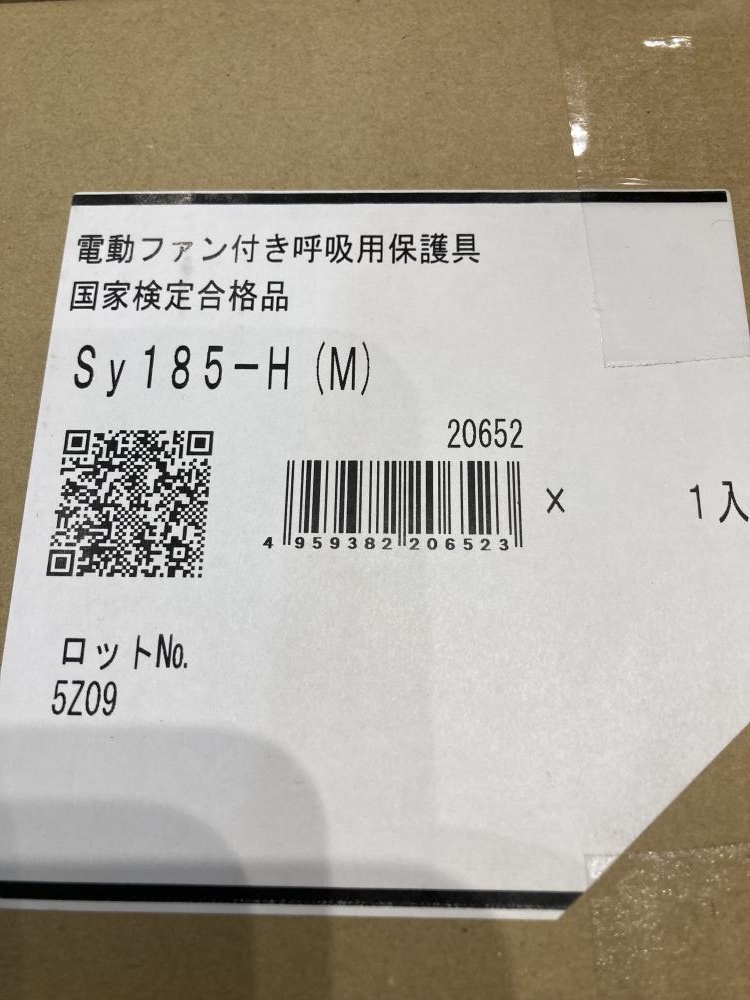 電動ファン付き呼吸用保護具
国家検定合格品
Sy185-H(M)
20652
4 959382 206523
× 1入
ロットNo.
5Z09